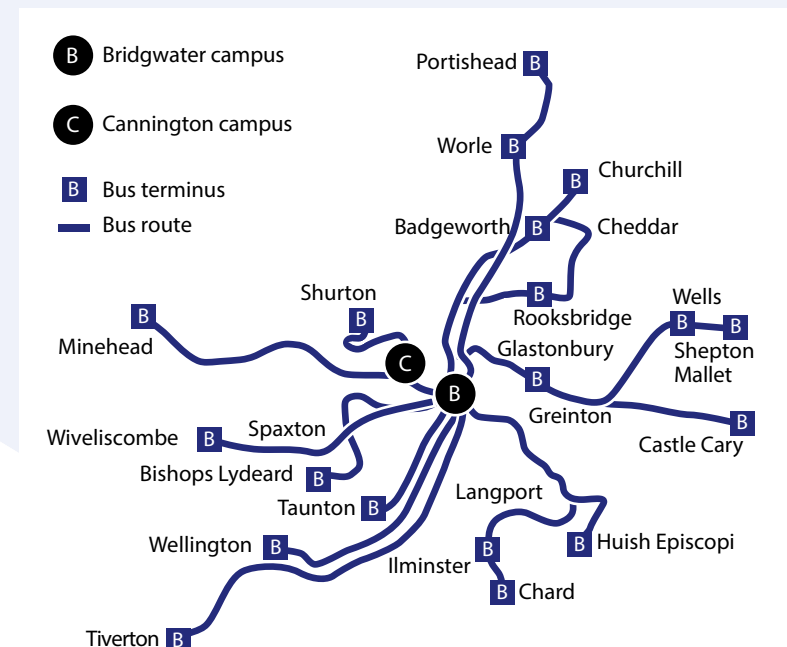 B Bridgwater campus
C Cannington campus
B Bus terminus
Bus route
Portishead B
Worle B
B Churchill
Badgeworth B Cheddar
B
Rooksbridge
Shurton
B
B
Minehead
Wells
B B
Shepton
Mallet
Glastonbury
B
Greinton
B
Castle Cary
C
B
Wiveliscombe B
Spaxton
Bishops Lydeard B
Taunton B
Langport
Wellington B
B Huish Episcopi
Ilminster B
B Chard
Tiverton B